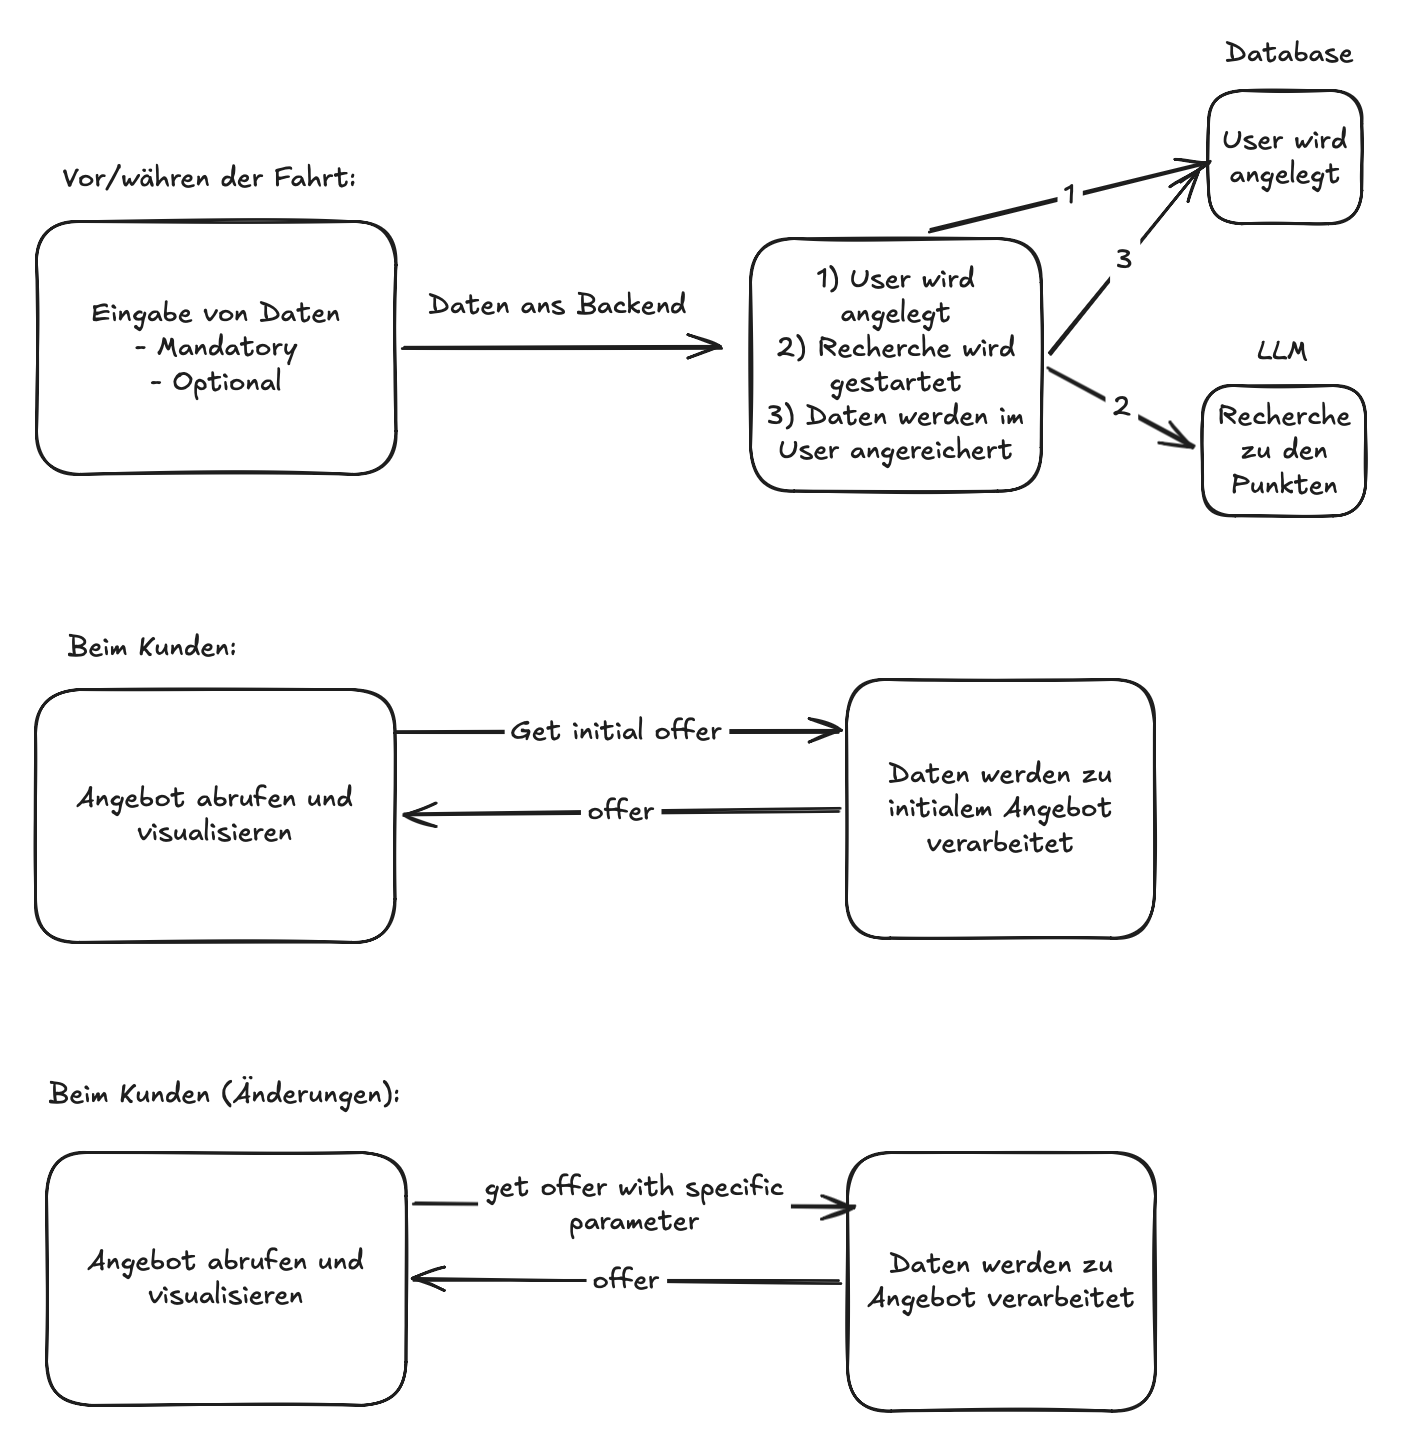 Database
User wird
angelegt
Vor/währen der Fahrt:
Eingabe von Daten
- Mandatory
- Optional
Daten ans Backend
1) User wird
angelegt
2) Recherche wird
gestartet
3) Daten werden im
User angereichert
1
3
2
LLM
Recherche
zu den
Punkten
Beim Kunden:
Angebot abrufen und
visualisieren
Get initial offer
offer
Daten werden zu
initialem Angebot
verarbeitet
Beim Kunden (Änderungen):
Angebot abrufen und
visualisieren
get offer with specific
parameter
offer
Daten werden zu
Angebot verarbeitet